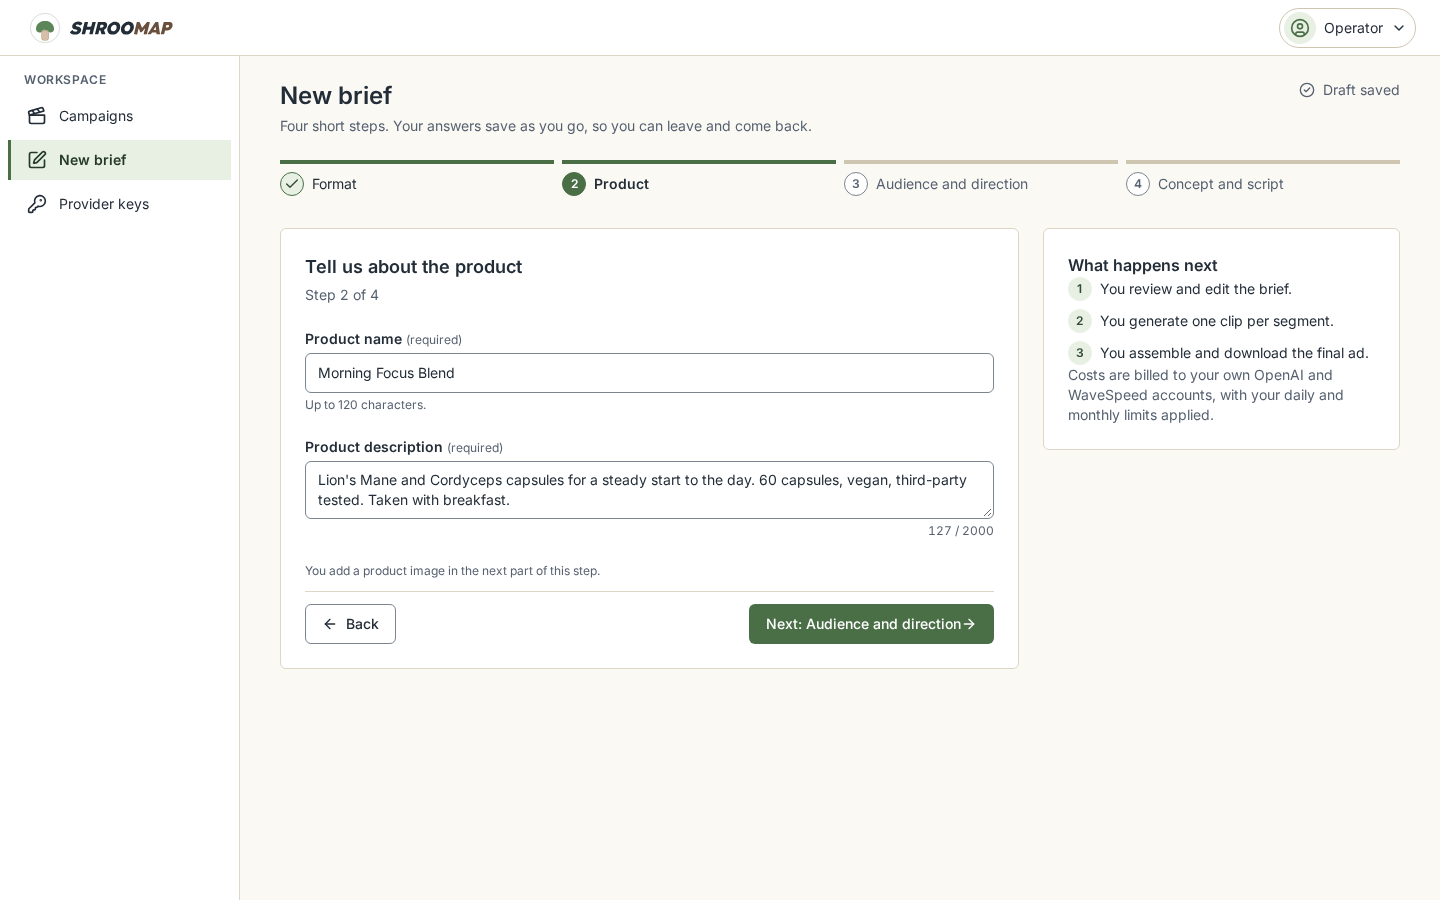 SHROOMAP
Operator
WORKSPACE
Campaigns
New brief
Provider keys
New brief
Draft saved
Four short steps. Your answers save as you go, so you can leave and come back.
Format
2 Product
3 Audience and direction
4 Concept and script
Tell us about the product
Step 2 of 4
Product name (required)
Morning Focus Blend
Up to 120 characters.
Product description (required)
Lion's Mane and Cordyceps capsules for a steady start to the day. 60 capsules, vegan, third-party
tested. Taken with breakfast.
127 / 2000
You add a product image in the next part of this step.
Back
Next: Audience and direction
What happens next
1 You review and edit the brief.
2 You generate one clip per segment.
3 You assemble and download the final ad.
Costs are billed to your own OpenAI and
WaveSpeed accounts, with your daily and
monthly limits applied.